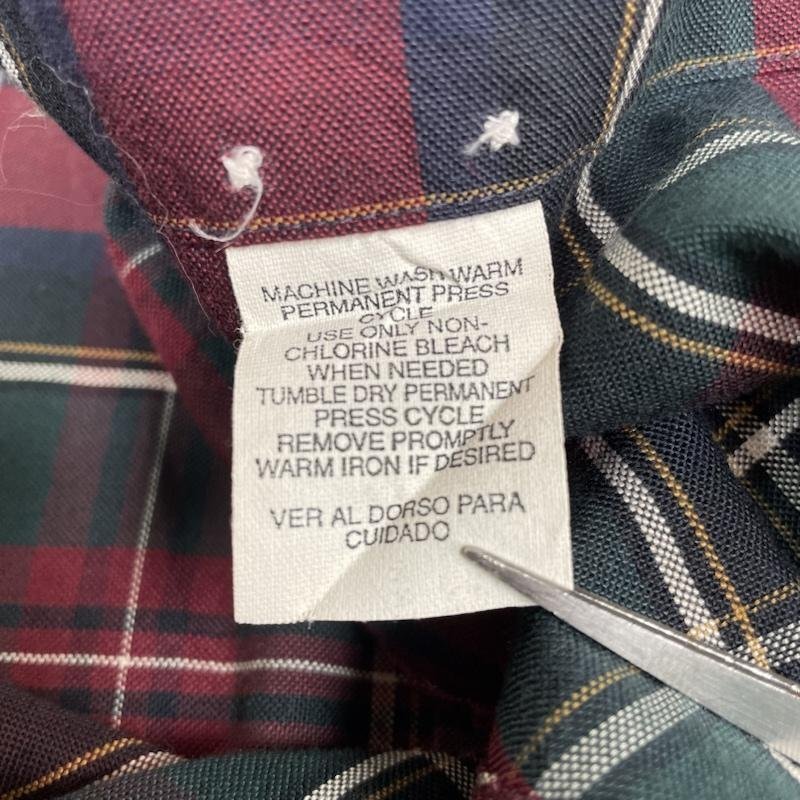 MACHINE WASH WARM
PERMANENT PRESS
CYCLE
USE ONLY NON-
CHLORINE BLEACH
WHEN NEEDED
TUMBLE DRY PERMANENT
PRESS CYCLE
REMOVE PROMPTLY
WARM IRON IF DESIRED
VER AL DORSO PARA
CUIDADO